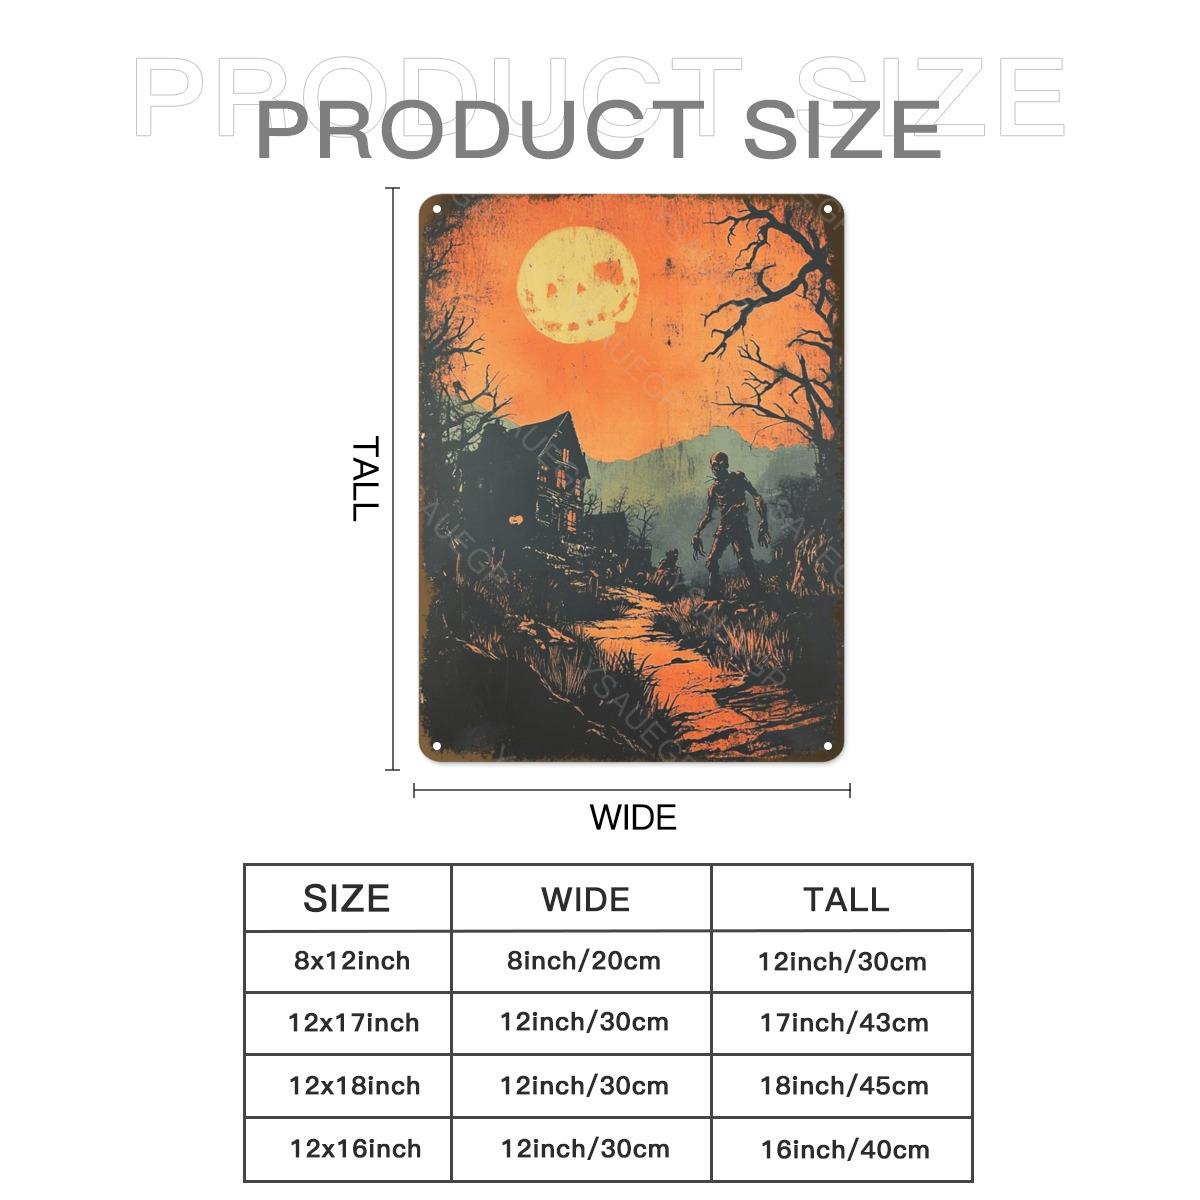 PRODUCT SIZE
PRODUCT SIZE
TALL
WIDE
SIZE WIDE TALL
8x12inch 8inch/20cm 12inch/30cm
12x17inch 12inch/30cm 17inch/43cm
12x18inch 12inch/30cm 18inch/45cm
12x16inch 12inch/30cm 16inch/40cm